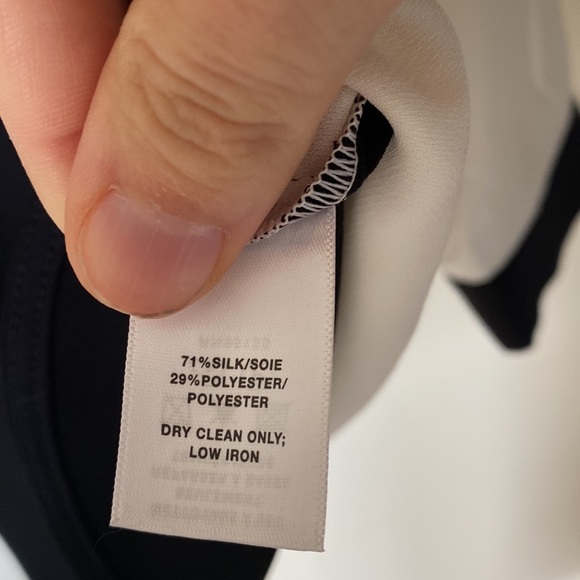 71%SILK/SOIE
29%POLYESTER/
POLYESTER
DRY CLEAN ONLY;
LOW IRON